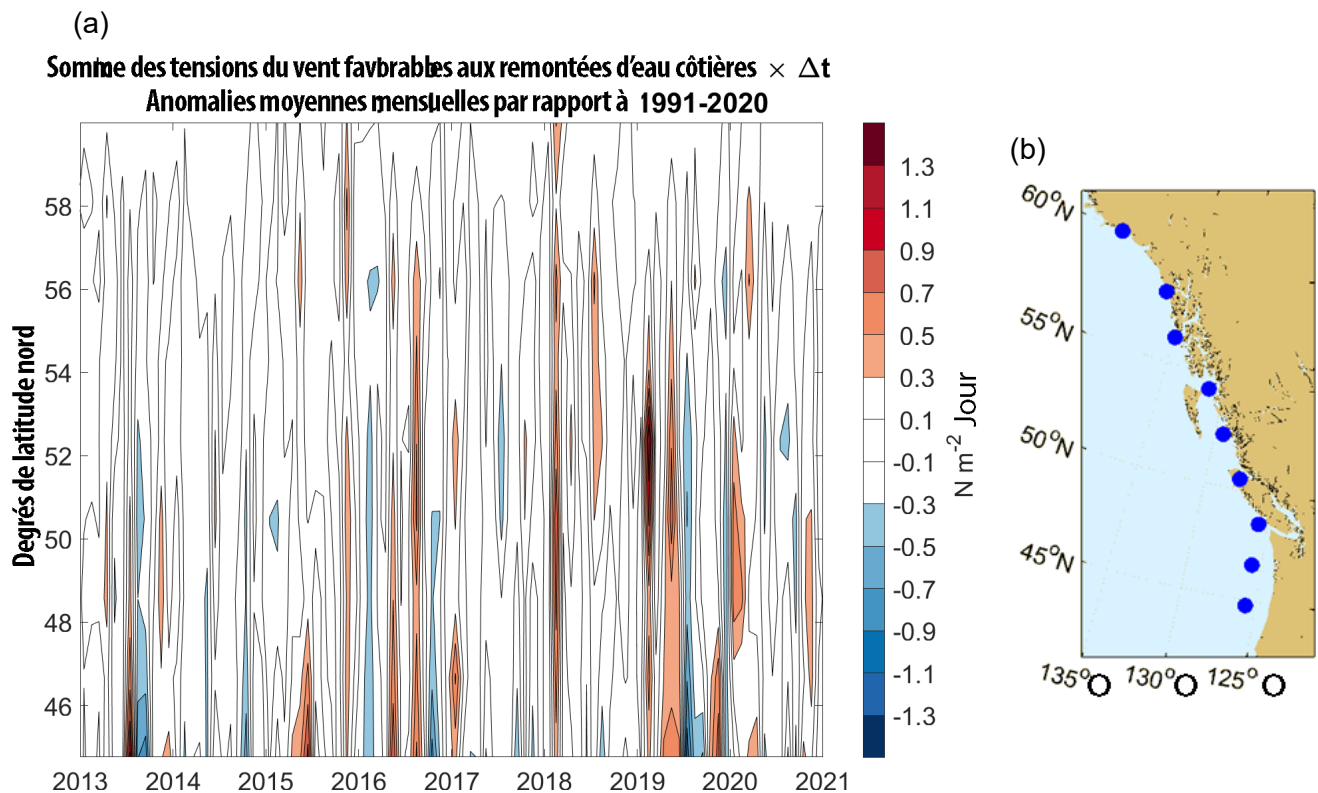 (a)
Somme des tensions du vent favorables aux remontées d'eau côtières × Δt
Anomalies moyennes mensuelles par rapport à 1991-2020
Degrés de latitude nord
58
56
54
52
50
48
46
2013 2014 2015 2016 2017 2018 2019 2020 2021
1.3
1.1
0.9
0.7
0.5
0.3
0.1
-0.1
-0.3
-0.5
-0.7
-0.9
-1.1
-1.3
N m-2 Jour
(b)
60°N
55°N
50°N
45°N
135°O 130°O 125°O